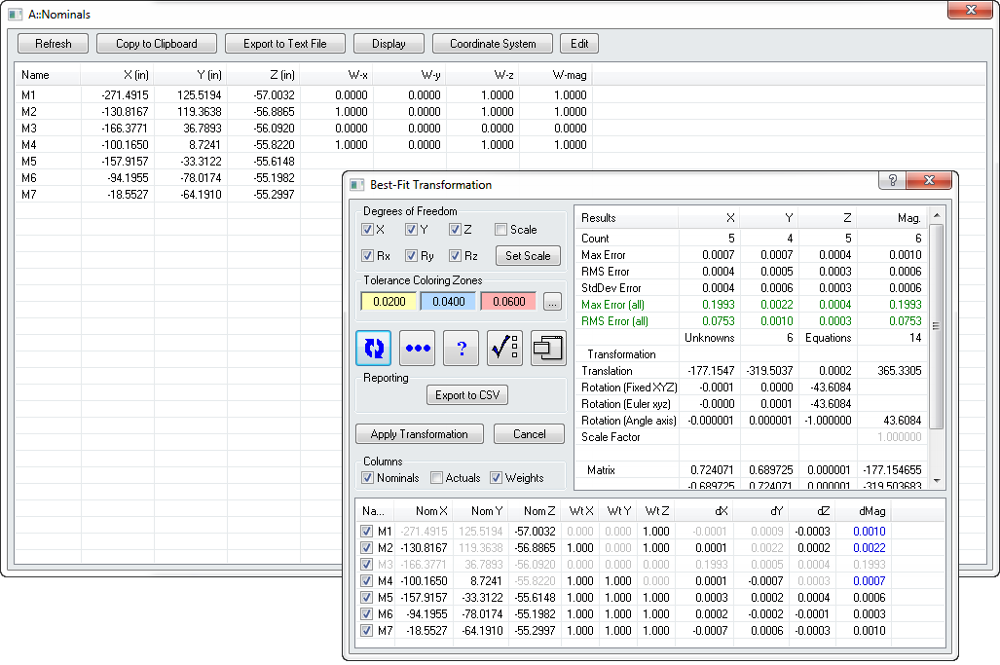 A::Nominals
Refresh Copy to Clipboard Export to Text File Display Coordinate System Edit
Name X (in) Y (in) Z (in) W-x W-y W-z W-mag
M1 -271.4915 125.5194 -57.0032 0.0000 0.0000 1.0000 1.0000
M2 -130.8167 119.3638 -56.8865 1.0000 0.0000 1.0000 1.0000
M3 -166.3771 36.7893 -56.0920 0.0000 0.0000 0.0000 0.0000
M4 -100.1650 8.7241 -55.8220 1.0000 0.0000 1.0000 1.0000
M5 -157.9157 -33.3122 -55.6148
M6 -94.1955 -78.0174 -55.1982
M7 -18.5527 -64.1910 -55.2997
Best-Fit Transformation
Degrees of Freedom
X Y Z Scale
Rx Ry Rz Set Scale
Tolerance Coloring Zones
0.0200 0.0400 0.0600 ...
?
Reporting
Export to CSV
Apply Transformation Cancel
Columns
Nominals Actuals Weights
Results X Y Z Mag.
Count 5 4 5 6
Max Error 0.0007 0.0007 0.0004 0.0010
RMS Error 0.0004 0.0005 0.0003 0.0006
StdDev Error 0.0004 0.0006 0.0003 0.0006
Max Error (all) 0.1993 0.0022 0.0004 0.1993
RMS Error (all) 0.0753 0.0010 0.0003 0.0753
Unknowns 6 Equations 14
Transformation
Translation -177.1547 -319.5037 0.0002 365.3305
Rotation (Fixed XYZ) -0.0001 0.0000 -43.6084
Rotation (Euler xyz) -0.0000 0.0001 -43.6084
Rotation (Angle axis) -0.000001 0.000001 -1.000000 43.6084
Scale Factor 1.000000
Matrix 0.724071 0.689725 0.000001 -177.154655
-0.689725 0.724071 0.000001 -319.503683
Na... Nom X Nom Y Nom Z Wt X Wt Y Wt Z dX dY dZ dMag
M1 -271.4915 125.5194 -57.0032 0.000 0.000 1.000 -0.0001 0.0009 -0.0003 0.0010
M2 -130.8167 119.3638 -56.8865 1.000 0.000 1.000 0.0001 0.0022 0.0002 0.0022
M3 -166.3771 36.7893 -56.0920 0.000 0.000 0.000 0.1993 0.0005 0.0004 0.1993
M4 -100.1650 8.7241 -55.8220 1.000 1.000 0.000 0.0001 -0.0007 0.0003 0.0007
M5 -157.9157 -33.3122 -55.6148 1.000 1.000 1.000 0.0003 0.0002 0.0004 0.0006
M6 -94.1955 -78.0174 -55.1982 1.000 1.000 1.000 0.0002 -0.0002 -0.0001 0.0003
M7 -18.5527 -64.1910 -55.2997 1.000 1.000 1.000 -0.0007 0.0006 -0.0003 0.0010